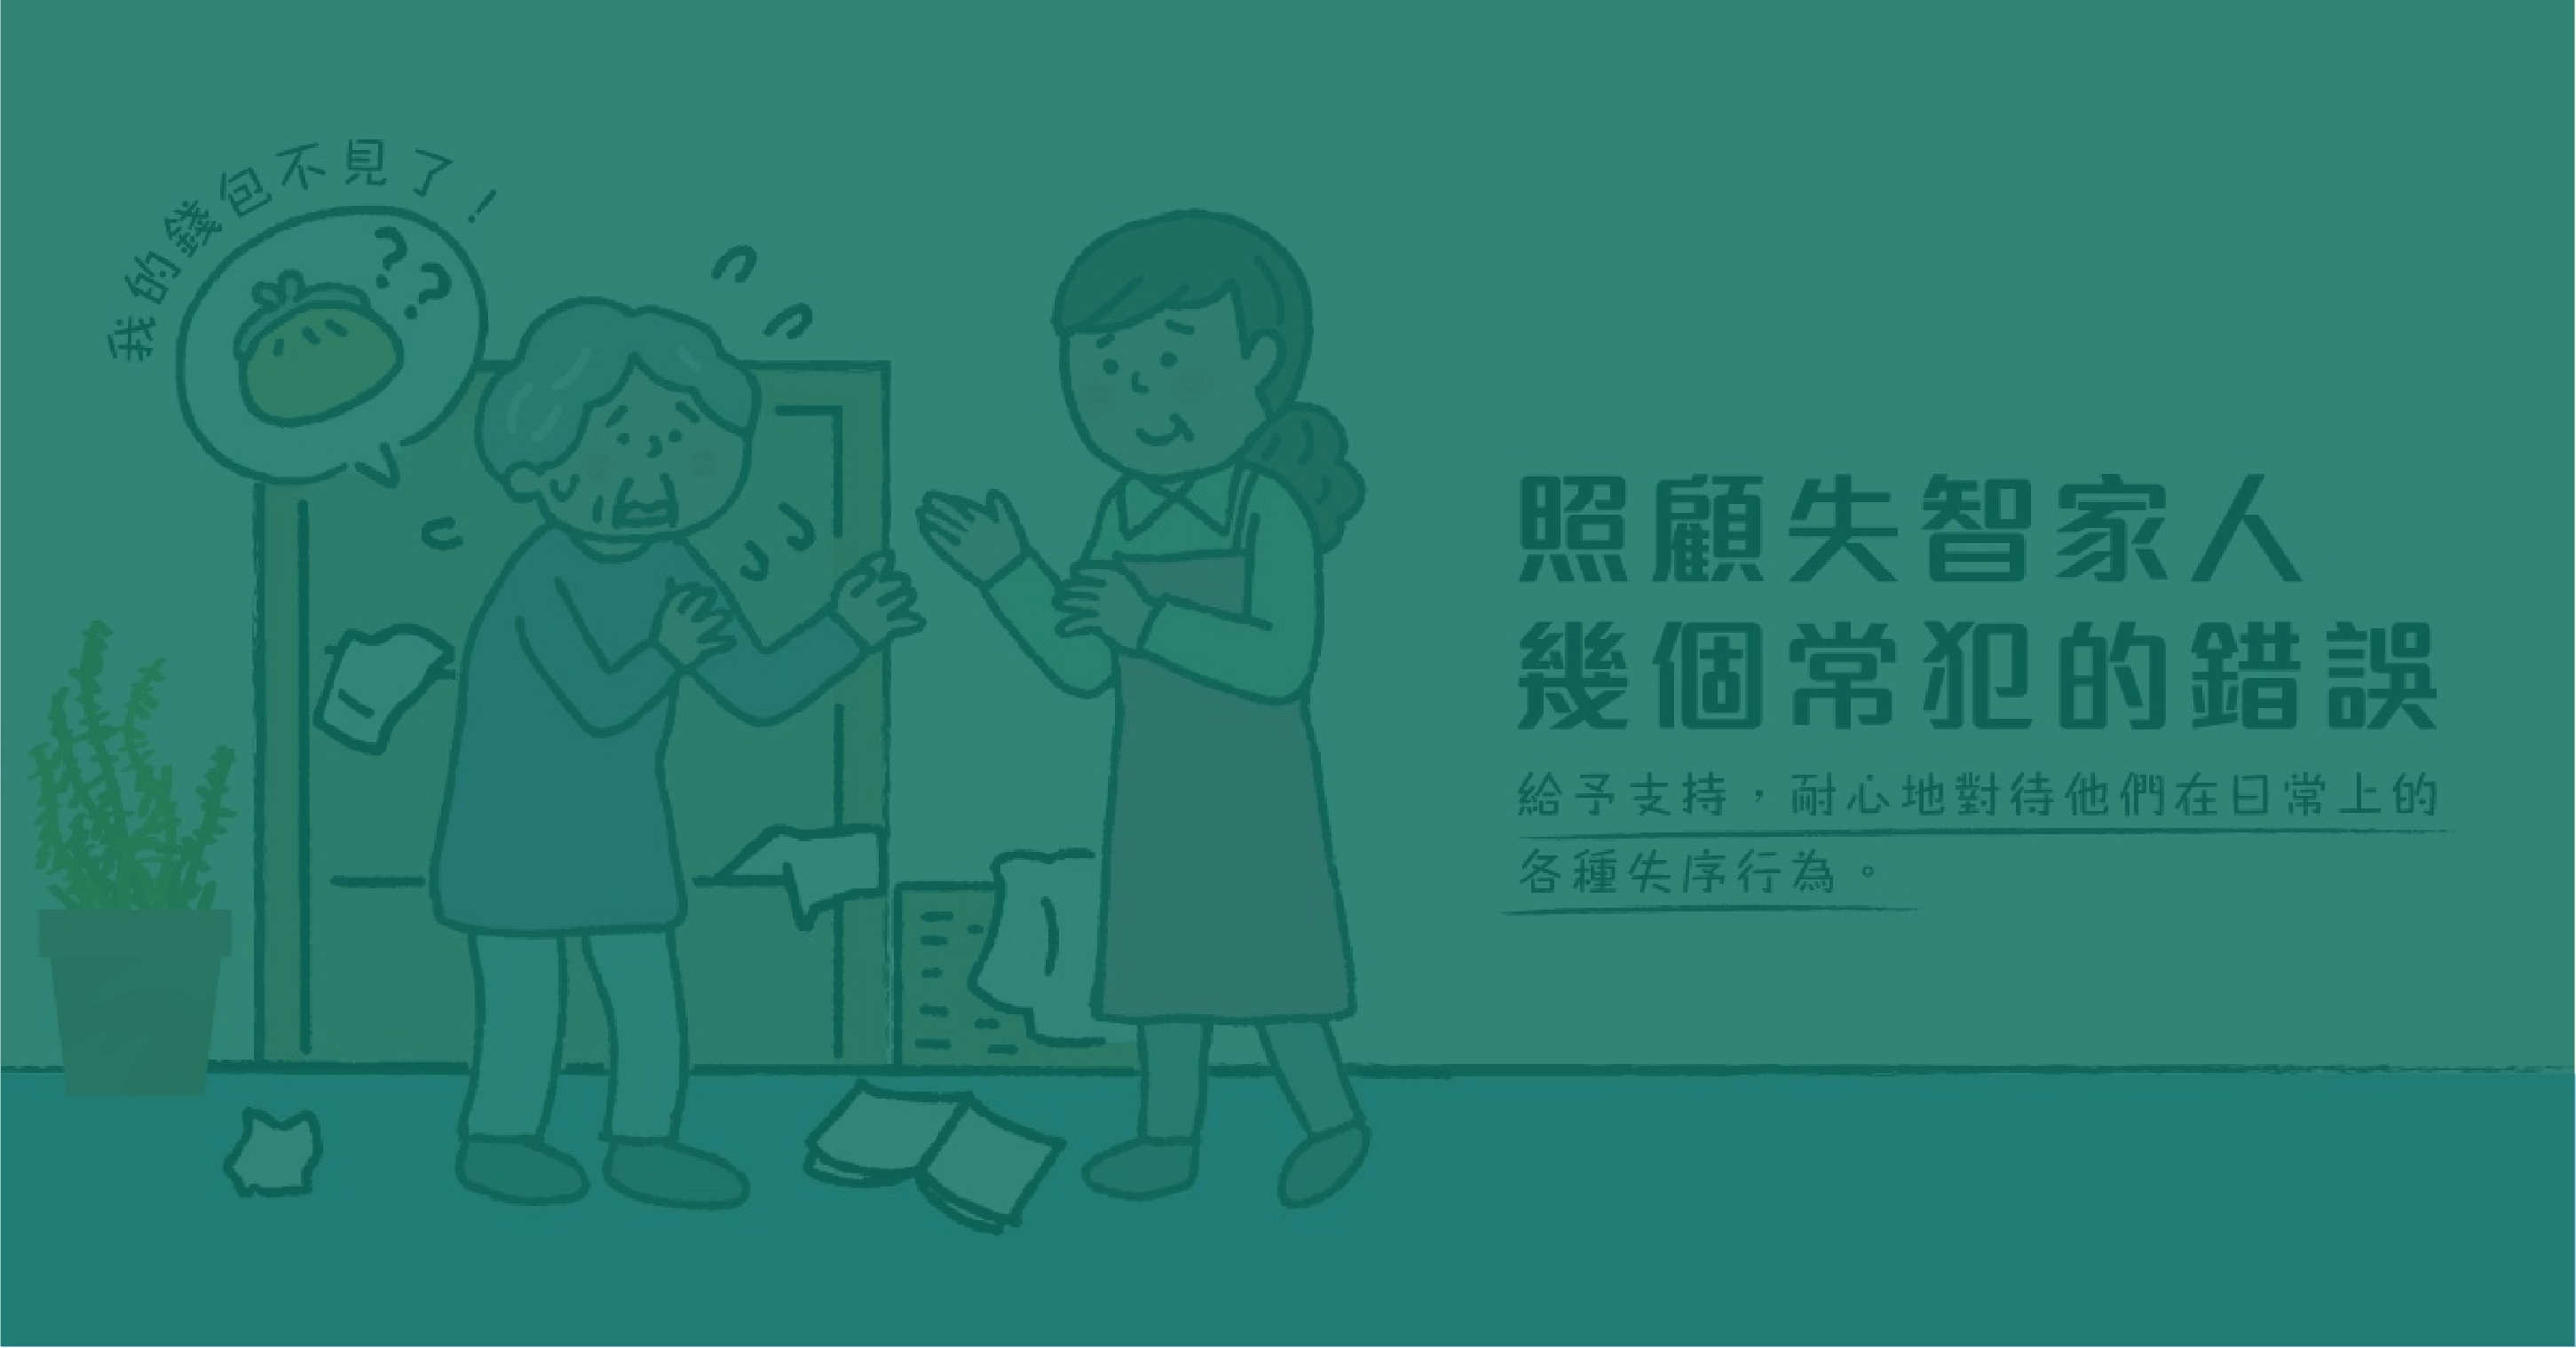 我的錢包不見了！
??
照顧失智家人
幾個常犯的錯誤
給予支持，耐心地對待他們在日常上的
各種失序行為。